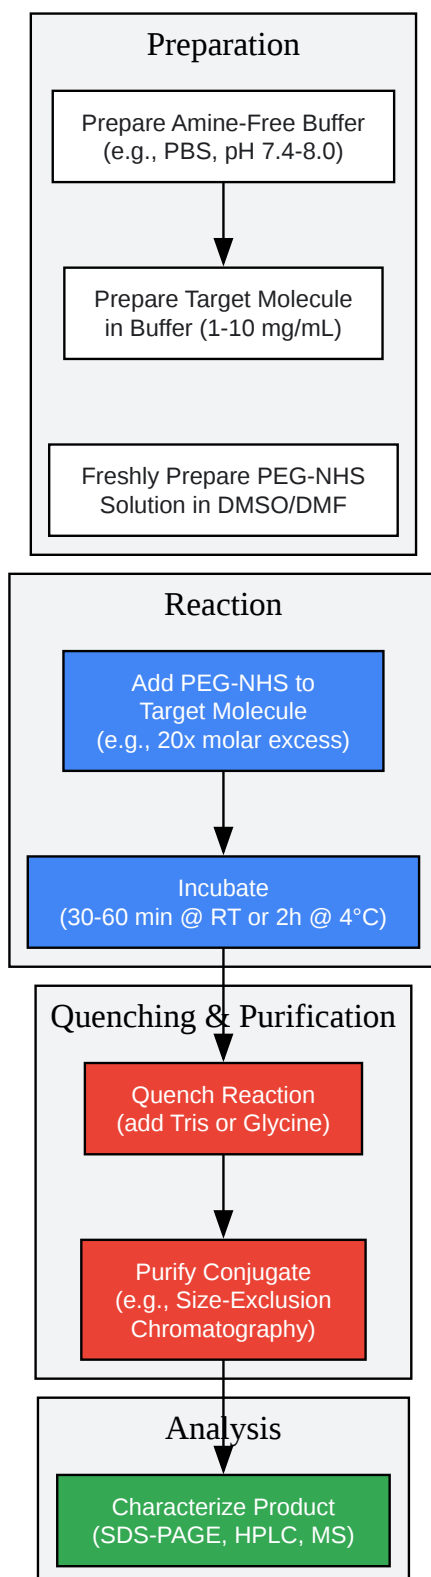 Preparation
Prepare Amine-Free Buffer
(e.g., PBS, pH 7.4-8.0)
Prepare Target Molecule
in Buffer (1-10 mg/mL)
Freshly Prepare PEG-NHS
Solution in DMSO/DMF
Reaction
Add PEG-NHS to
Target Molecule
(e.g., 20x molar excess)
Incubate
(30-60 min @ RT or 2h @ 4°C)
Quenching & Purification
Quench Reaction
(add Tris or Glycine)
Purify Conjugate
(e.g., Size-Exclusion
Chromatography)
Analysis
Characterize Product
(SDS-PAGE, HPLC, MS)